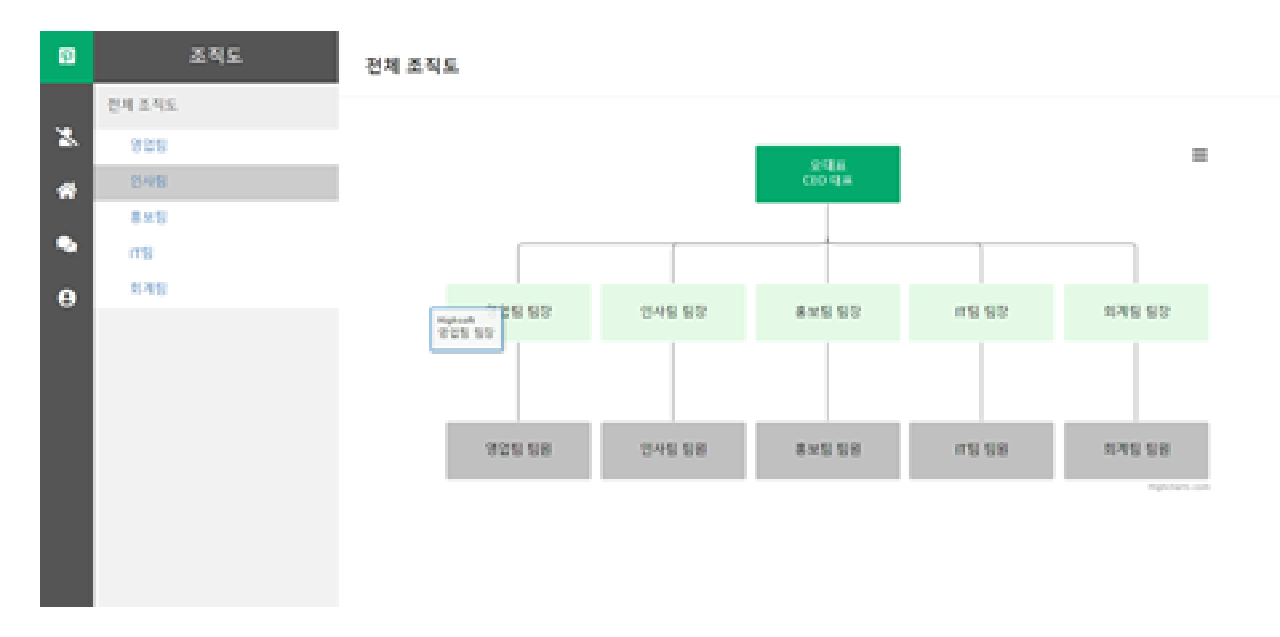 조직도
전체 조직도
영업팀
인사팀
홍보팀
IT팀
회계팀
전체 조직도
오대표
CEO 대표
영업팀 팀장
인사팀 팀장
홍보팀 팀장
IT팀 팀장
회계팀 팀장
Highsoft
영업팀 팀장
영업팀 팀원
인사팀 팀원
홍보팀 팀원
IT팀 팀원
회계팀 팀원
Highcharts.com